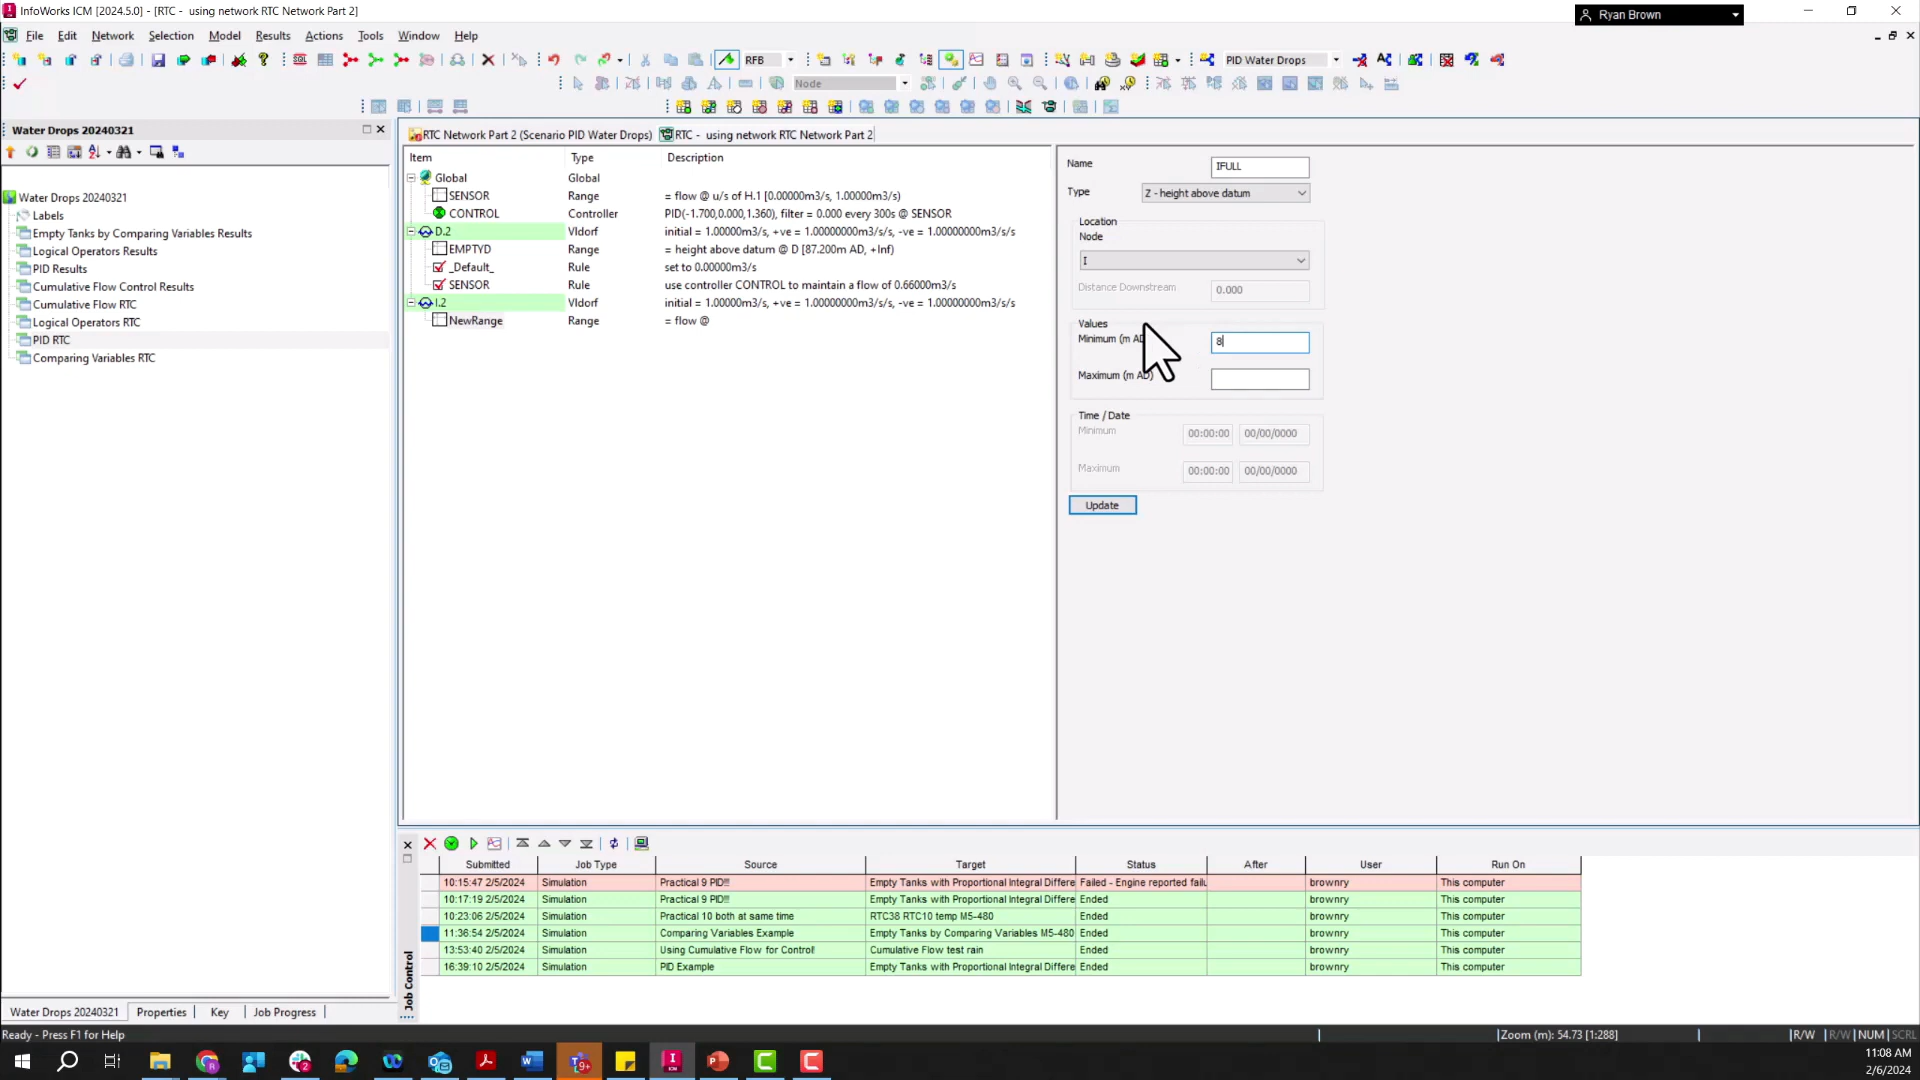 InfoWorks ICM [2024.5.0] - [RTC - using network RTC Network Part 2]
Ryan Brown
File Edit Network Selection Model Results Actions Tools Window Help
RFB
PID Water Drops
Node
Water Drops 20240321
RTC Network Part 2 (Scenario PID Water Drops)
RTC - using network RTC Network Part 2
Water Drops 20240321
Labels
Empty Tanks by Comparing Variables Results
Logical Operators Results
PID Results
Cumulative Flow Control Results
Cumulative Flow RTC
Logical Operators RTC
PID RTC
Comparing Variables RTC
Item Type Description
Global Global
SENSOR Range = flow @ u/s of H.1 [0.00000m3/s, 1.00000m3/s)
CONTROL Controller PID(-1.700,0.000,1.360), filter = 0.000 every 300s @ SENSOR
D.2 Vldorf initial = 1.00000m3/s, +ve = 1.00000000m3/s/s, -ve = 1.00000000m3/s/s
EMPTYD Range = height above datum @ D [87.200m AD, +Inf)
_Default_ Rule set to 0.00000m3/s
SENSOR Rule use controller CONTROL to maintain a flow of 0.66000m3/s
I.2 Vldorf initial = 1.00000m3/s, +ve = 1.00000000m3/s/s, -ve = 1.00000000m3/s/s
NewRange Range = flow @
Name IFULL
Type Z - height above datum
Location
Node
I
Distance Downstream 0.000
Values
Minimum (m AD 8
Maximum (m AD)
Time / Date
Minimum 00:00:00 00/00/0000
Maximum 00:00:00 00/00/0000
Update
Job Control
Submitted Job Type Source Target Status After User Run On
10:15:47 2/5/2024 Simulation Practical 9 PID!!! Empty Tanks with Proportional Integral Differe Failed - Engine reported failu brownry This computer
10:17:19 2/5/2024 Simulation Practical 9 PID!!! Empty Tanks with Proportional Integral Differe Ended brownry This computer
10:23:06 2/5/2024 Simulation Practical 10 both at same time RTC38 RTC10 temp M5-480 Ended brownry This computer
11:36:54 2/5/2024 Simulation Comparing Variables Example Empty Tanks by Comparing Variables M5-480 Ended brownry This computer
13:53:40 2/5/2024 Simulation Using Cumulative Flow for Control! Cumulative Flow test rain Ended brownry This computer
16:39:10 2/5/2024 Simulation PID Example Empty Tanks with Proportional Integral Differe Ended brownry This computer
Water Drops 20240321 Properties Key Job Progress
Ready - Press F1 for Help
Zoom (m): 54.73 [1:288]
R/W R/W NUM SCRL
11:08 AM
2/6/2024